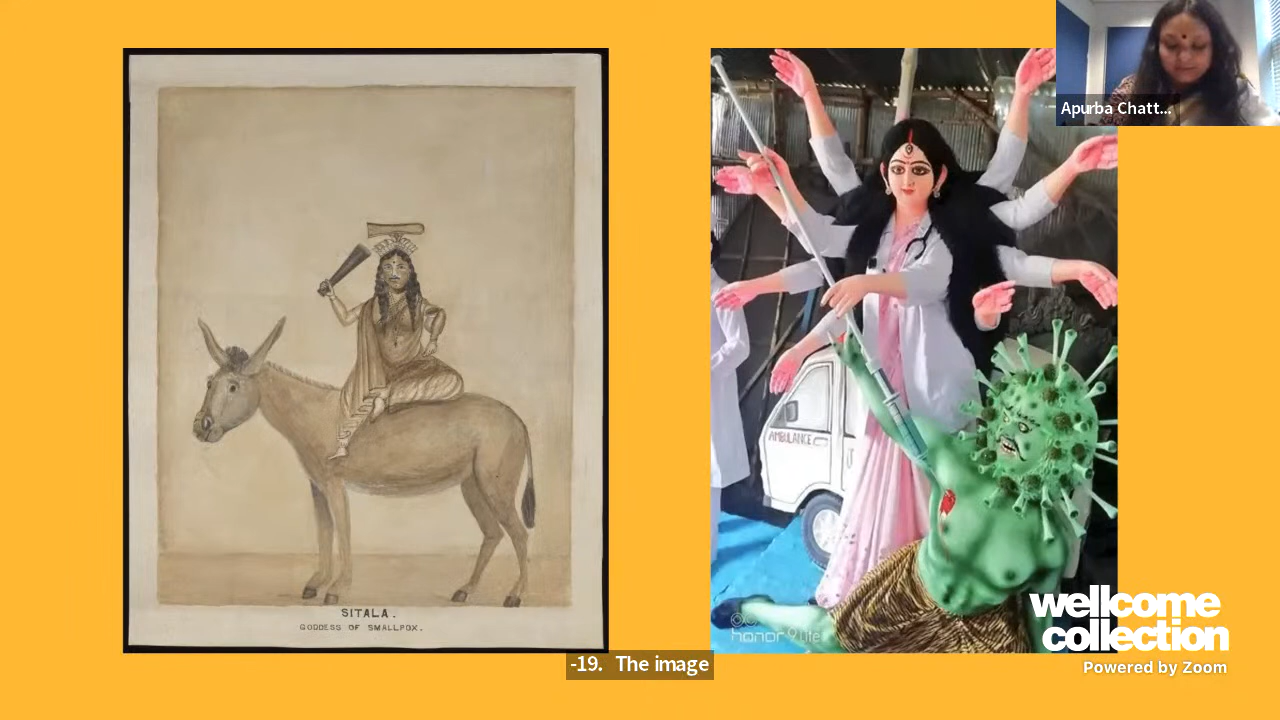 Apurba Chatt...
AMBULANCE
SITALA.
GODDESS OF SMALLPOX.
honor 9 Lite
wellcome
collection
-19. The image
Powered by Zoom